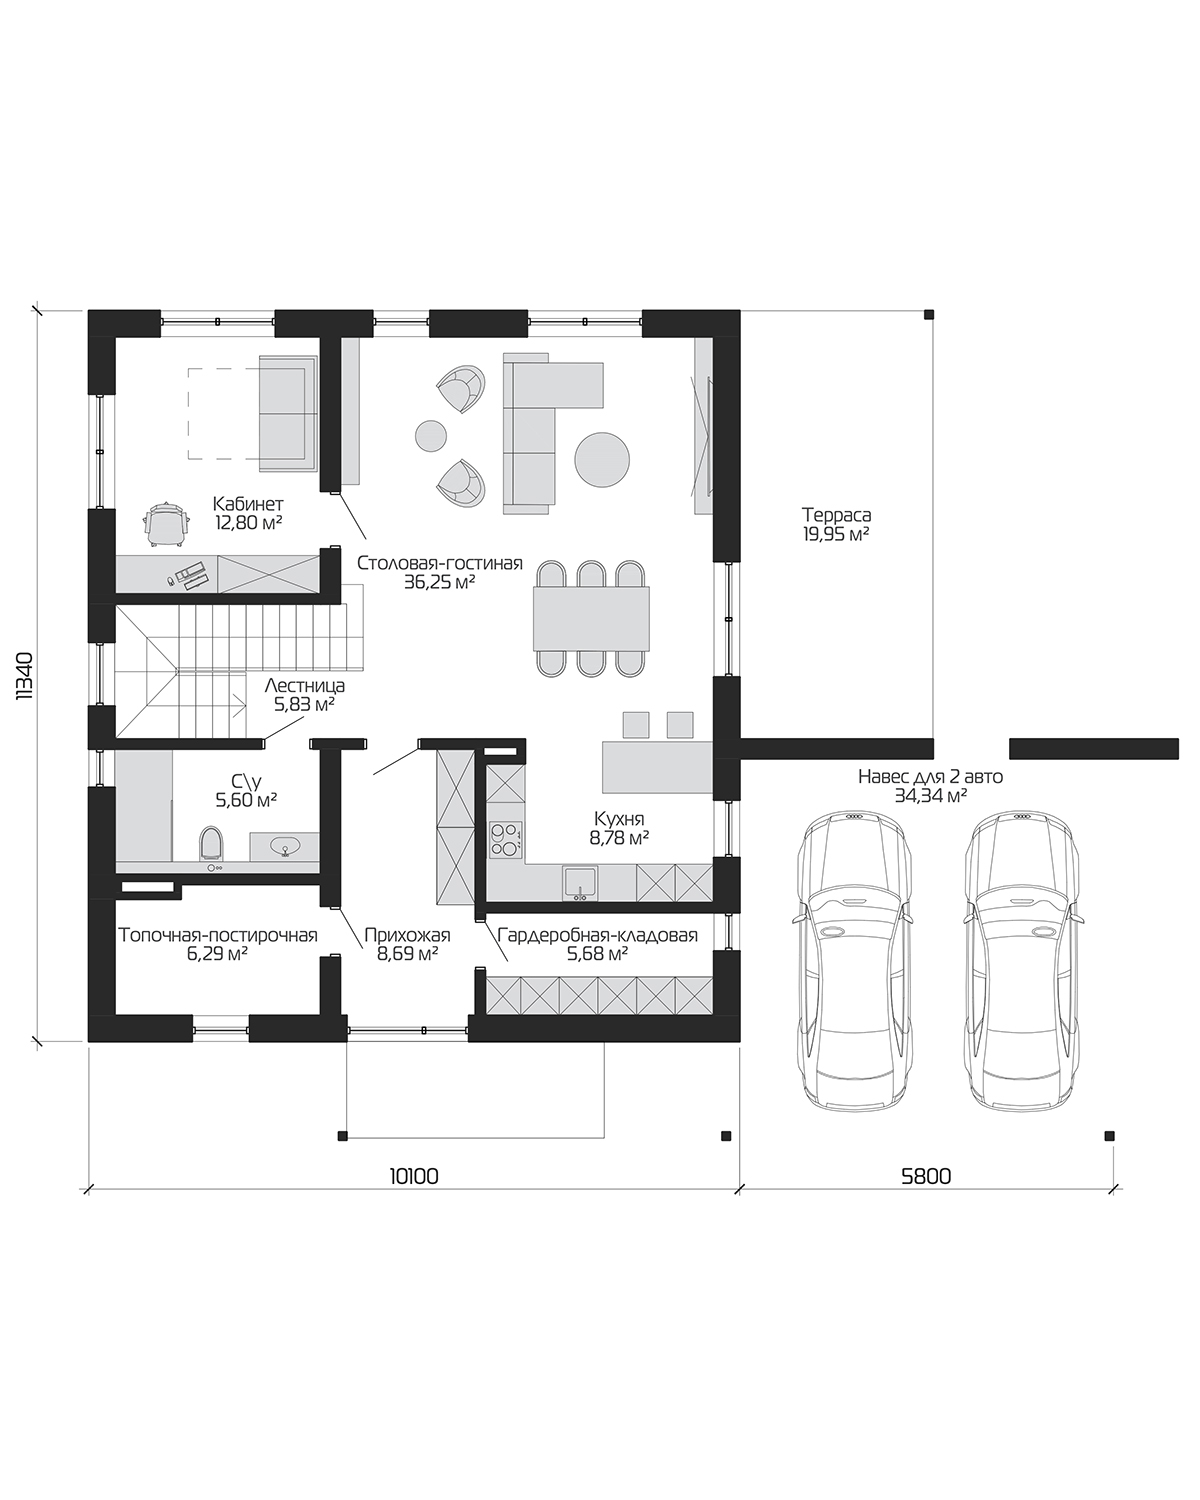 Кабинет
12,80 м²
Столовая-гостиная
36,25 м²
Терраса
19,95 м²
11340
Лестница
5,83 м²
С\у
5,60 м²
Навес для 2 авто
34,34 м²
Кухня
8,78 м²
Топочная-постирочная
6,29 м²
Прихожая
8,69 м²
Гардеробная-кладовая
5,68 м²
10100
5800